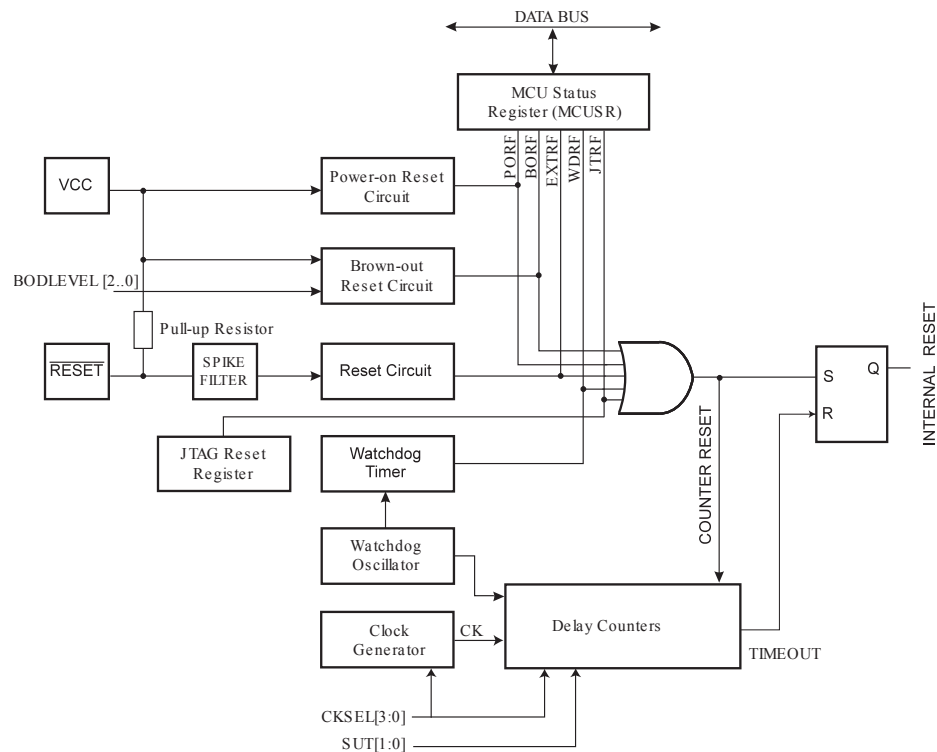 DATA BUS
MCU Status
Register (MCUSR)
PORF
BORF
EXTRF
WDRF
JTRF
VCC
Power-on Reset
Circuit
BODLEVEL [2..0]
Brown-out
Reset Circuit
Pull-up Resistor
RESET
SPIKE
FILTER
Reset Circuit
JTAG Reset
Register
Watchdog
Timer
Watchdog
Oscillator
Clock
Generator
CK
CKSEL[3:0]
SUT[1:0]
Delay Counters
TIMEOUT
COUNTER RESET
S
R
Q
INTERNAL RESET